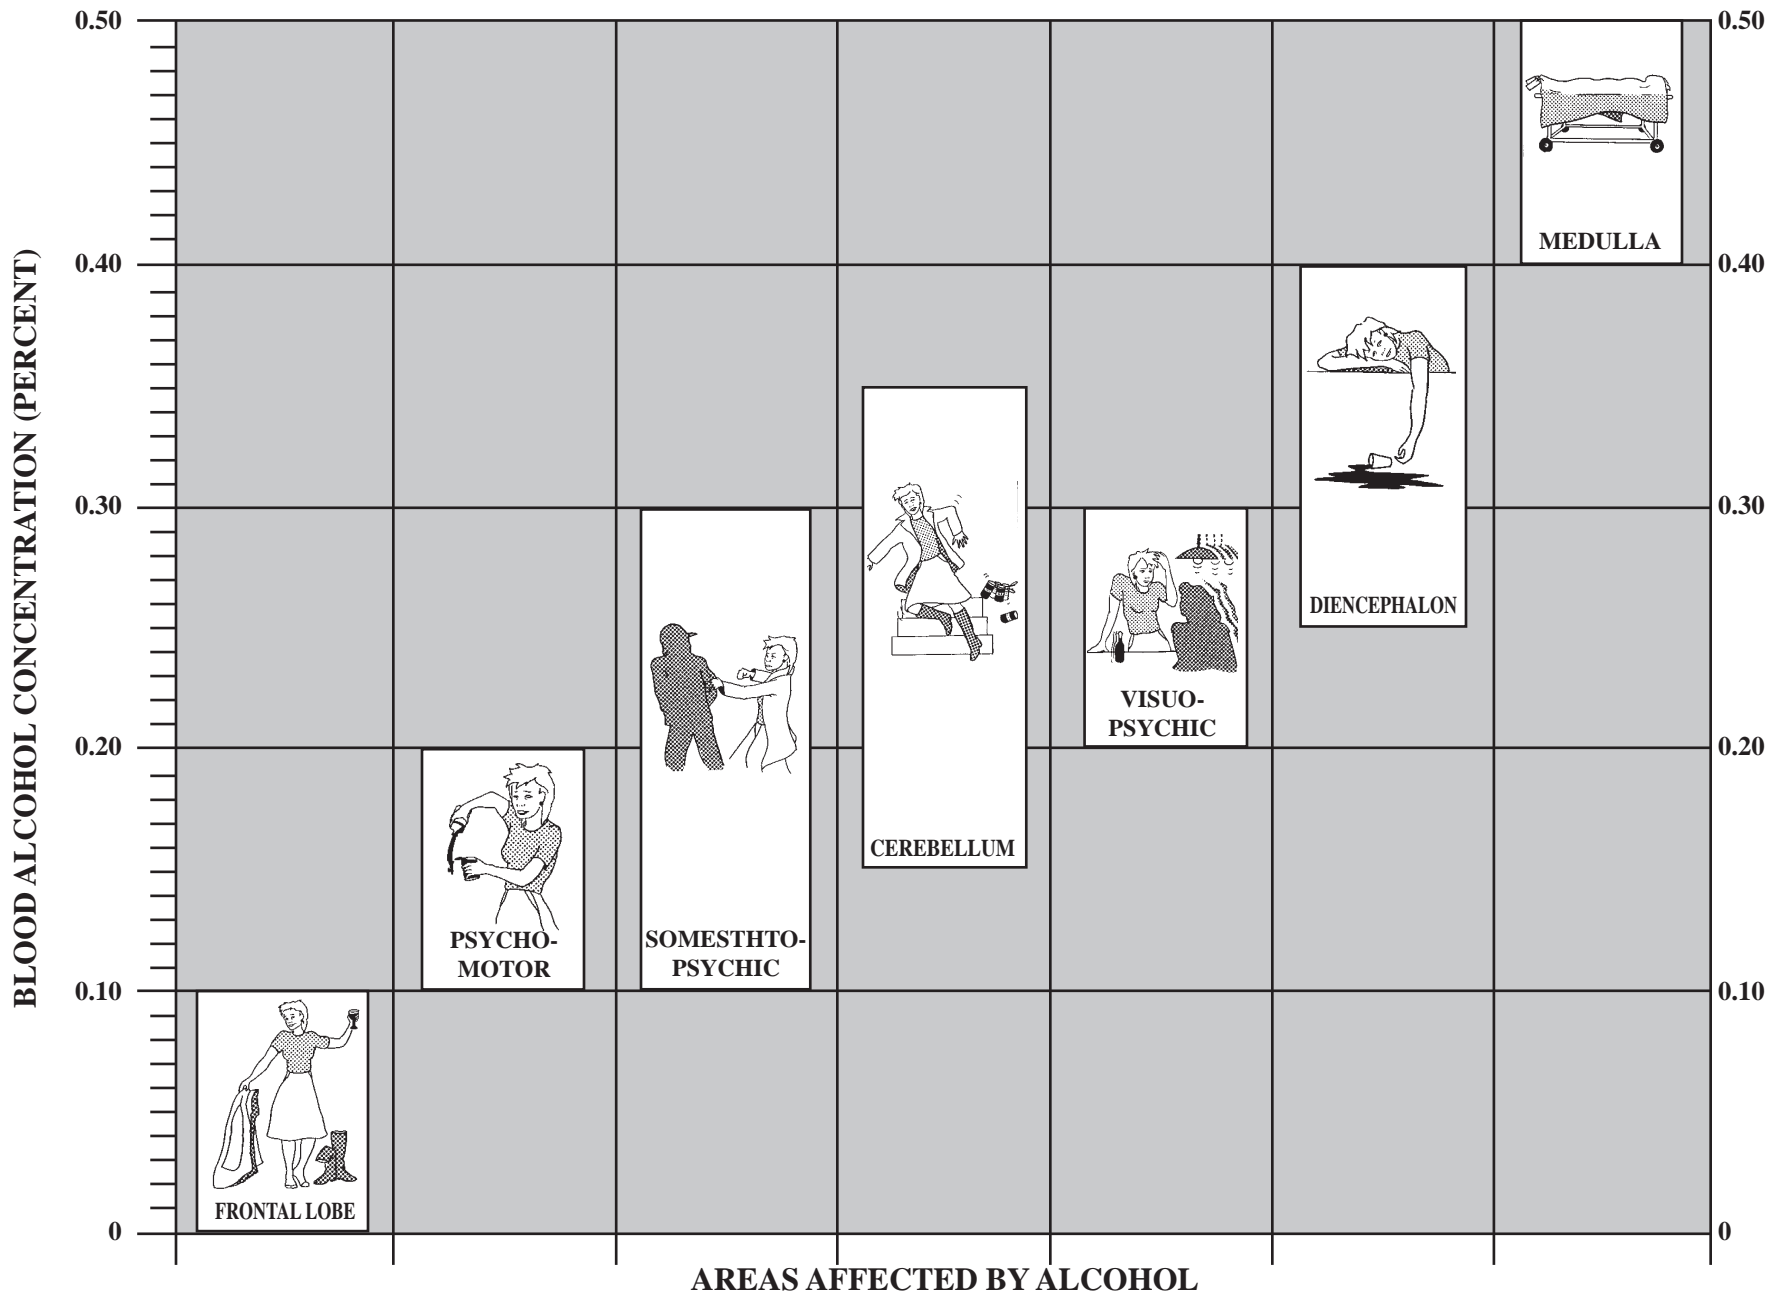 BLOOD ALCOHOL CONCENTRATION (PERCENT)
0.50
0.40
0.30
0.20
0.10
0
FRONTAL LOBE
PSYCHO-
MOTOR
SOMESTHTO-
PSYCHIC
CEREBELLUM
VISUO-
PSYCHIC
DIENCEPHALON
MEDULLA
0.50
0.40
0.30
0.20
0.10
0
AREAS AFFECTED BY ALCOHOL